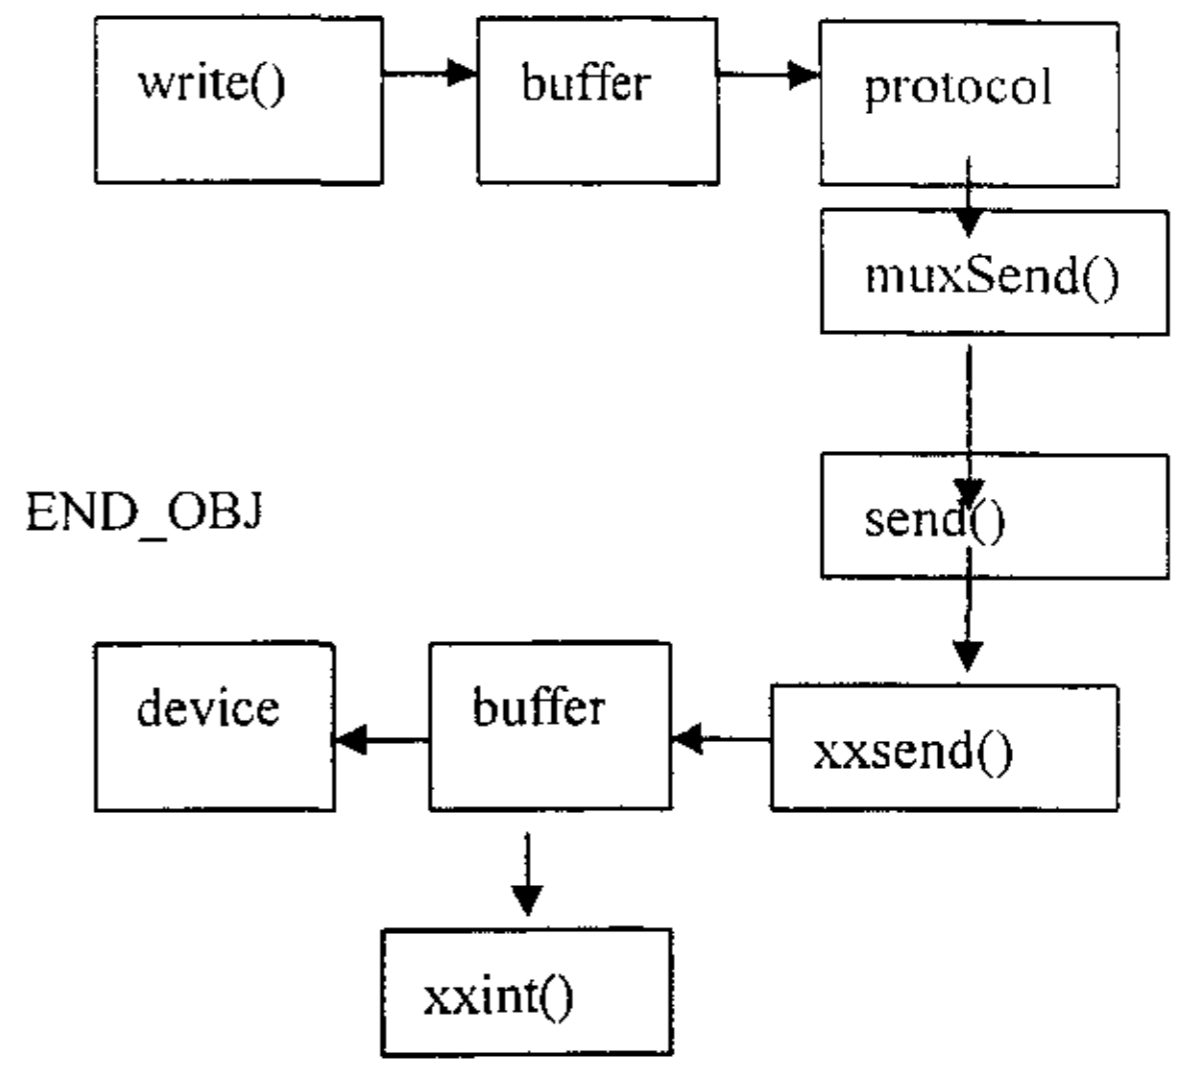 write()
buffer
protocol
muxSend()
send()
END_OBJ
device
buffer
xxsend()
xxint()